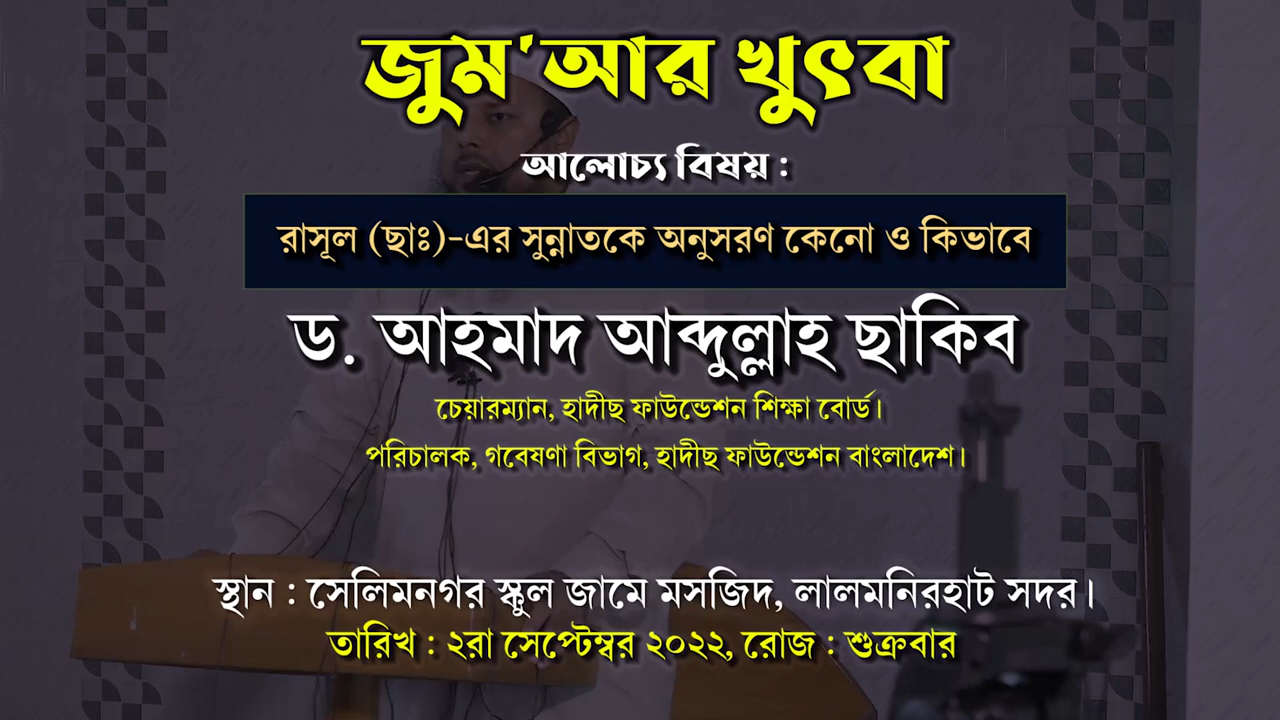 জুম'আর খুৎবা
আলোচ্য বিষয় :
রাসূল (ছাঃ)-এর সুন্নাতকে অনুসরণ কেনো ও কিভাবে
ড. আহমাদ আব্দুল্লাহ ছাকিব
চেয়ারম্যান, হাদীছ ফাউন্ডেশন শিক্ষা বোর্ড।
পরিচালক, গবেষণা বিভাগ, হাদীছ ফাউন্ডেশন বাংলাদেশ।
স্থান : সেলিমনগর স্কুল জামে মসজিদ, লালমনিরহাট সদর।
তারিখ : ২রা সেপ্টেম্বর ২০২২, রোজ : শুক্রবার